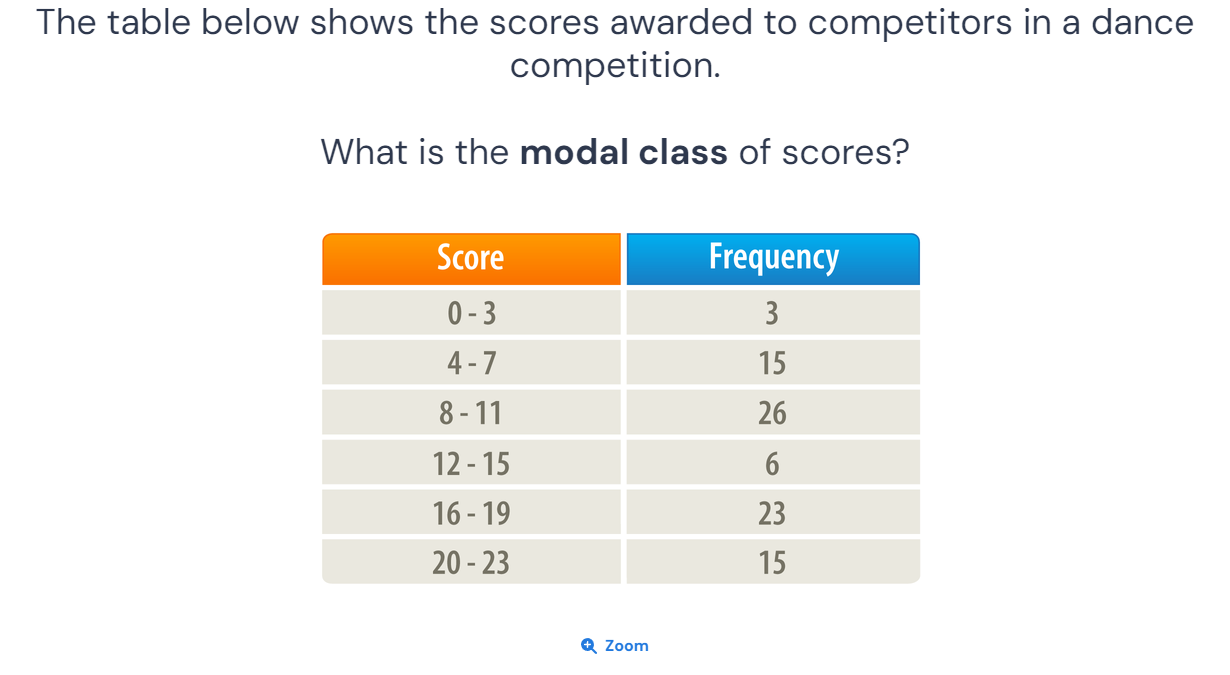 The table below shows the scores awarded to competitors in a dance
competition.
What is the modal class of scores?
Score Frequency
0 - 3 3
4 - 7 15
8 - 11 26
12 - 15 6
16 - 19 23
20 - 23 15
Zoom